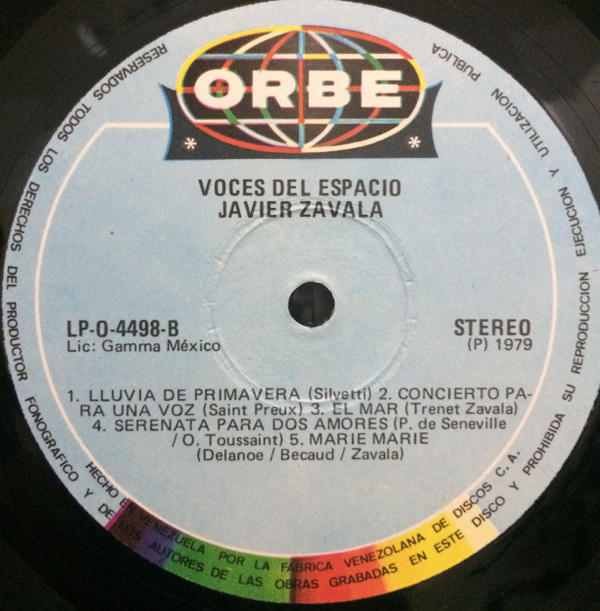 ORBE
* *
VOCES DEL ESPACIO
JAVIER ZAVALA
LP-O-4498-B
Lic: Gamma México
STEREO
(P) 1979
1. LLUVIA DE PRIMAVERA (Silvetti) 2. CONCIERTO PA-
RA UNA VOZ (Saint Preux) 3. EL MAR (Trenet Zavala)
4. SERENATA PARA DOS AMORES (P. de Seneville
/ O. Toussaint) 5. MARIE MARIE
(Delanoe / Becaud / Zavala)
HECHO EN VENEZUELA POR LA FABRICA VENEZOLANA DE DISCOS C.A.
RESERVADOS TODOS LOS DERECHOS DEL PRODUCTOR FONOGRAFICO Y DE LOS AUTORES DE LAS OBRAS GRABADAS EN ESTE DISCO Y PROHIBIDA SU REPRODUCCION EJECUCION Y UTILIZACION PUBLICA